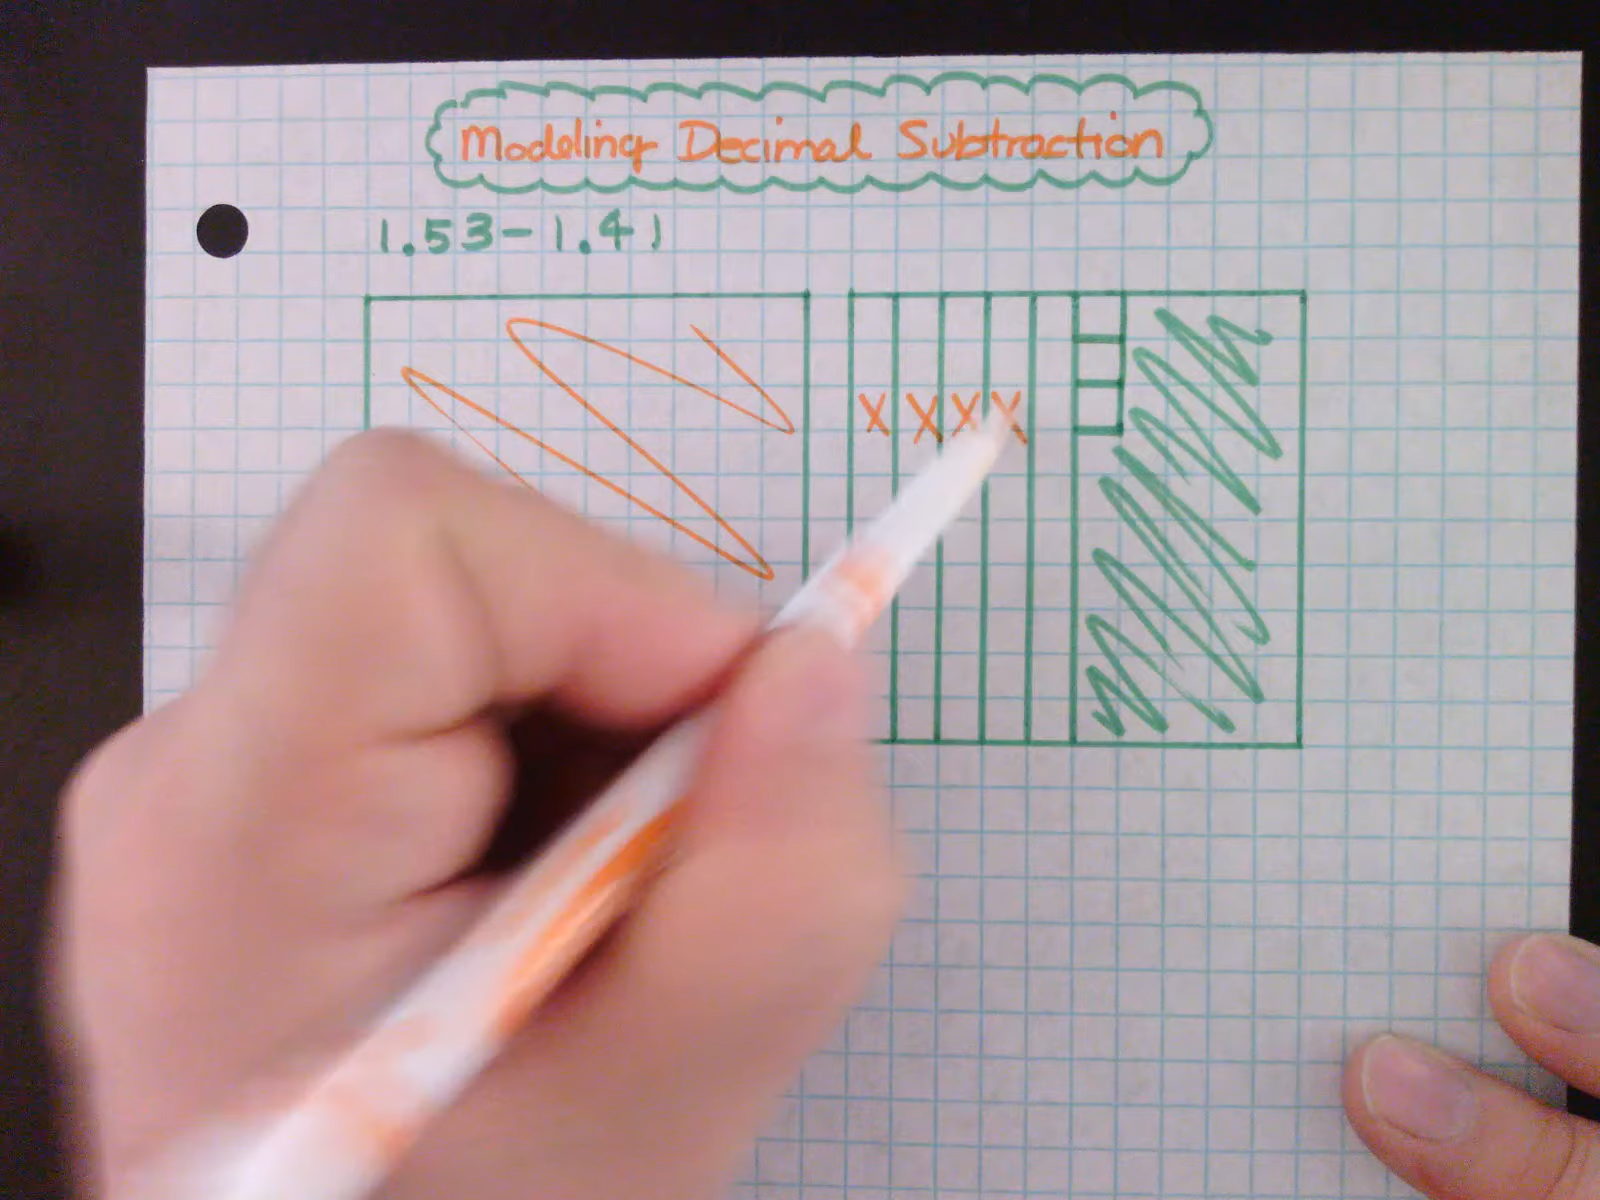 Modeling Decimal Subtraction
1.53-1.41
X X X X